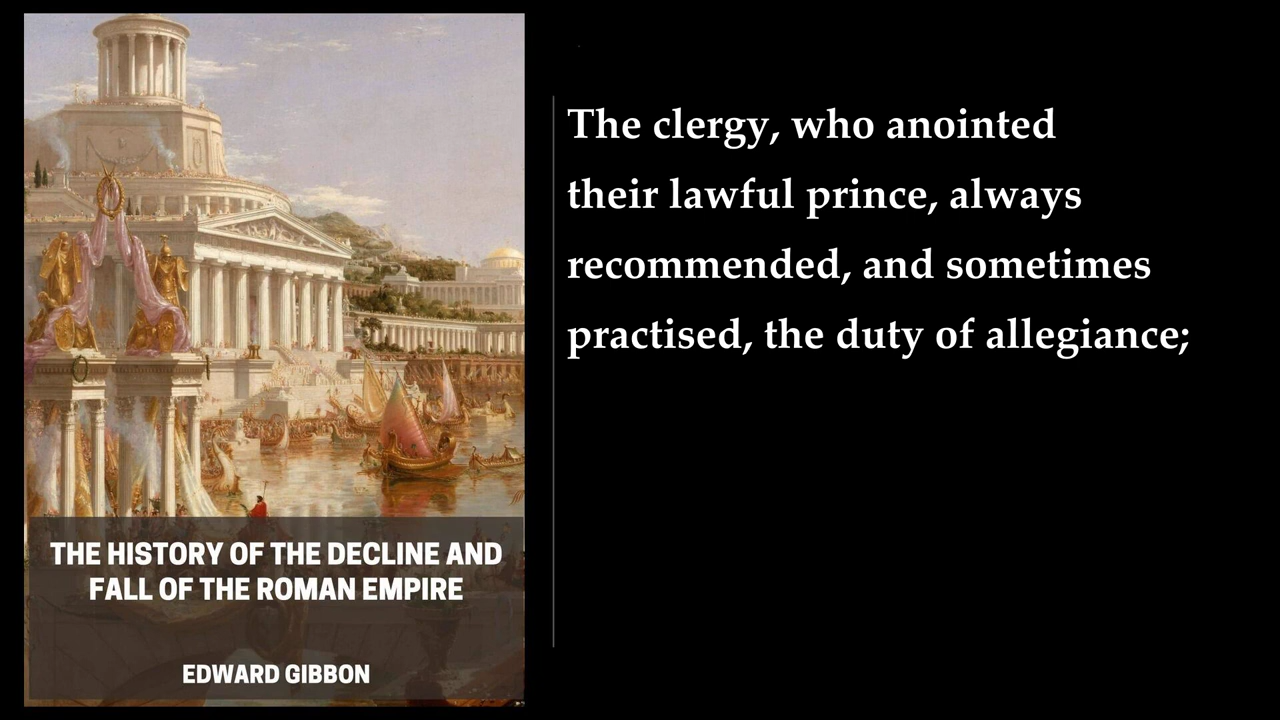 The clergy, who anointed
their lawful prince, always
recommended, and sometimes
practised, the duty of allegiance;
THE HISTORY OF THE DECLINE AND
FALL OF THE ROMAN EMPIRE
EDWARD GIBBON